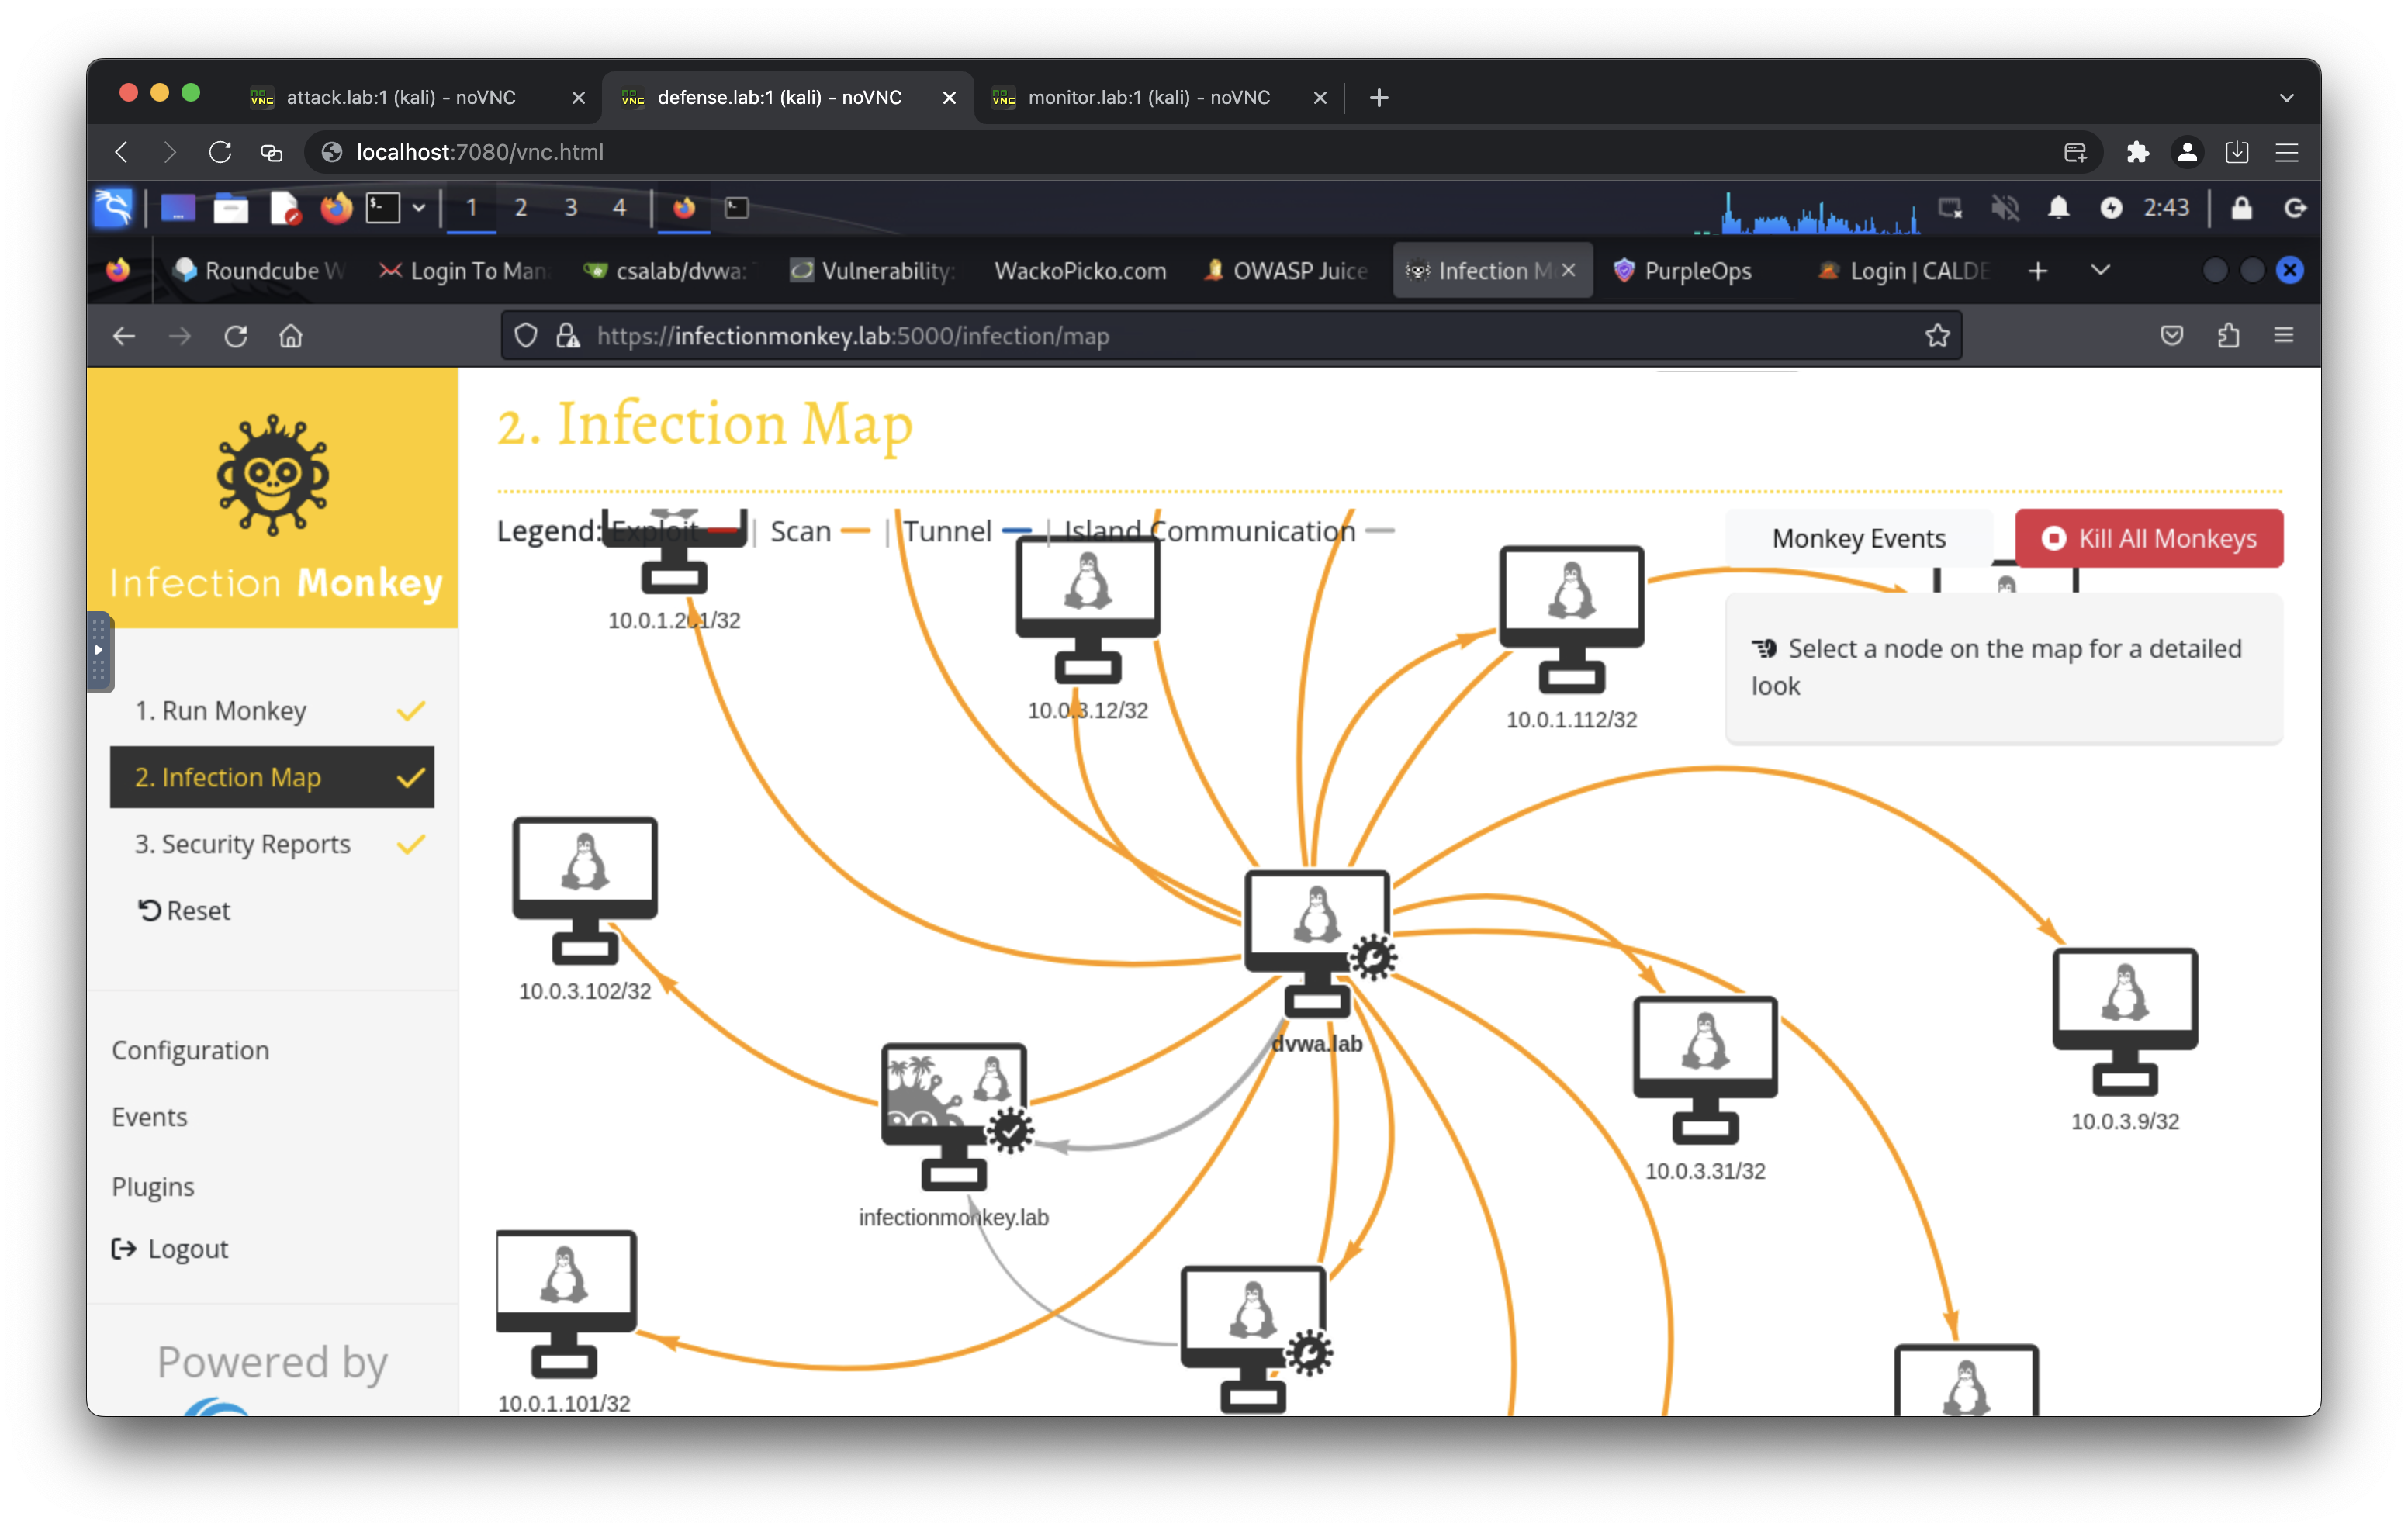 attack.lab:1 (kali) - noVNC
defense.lab:1 (kali) - noVNC
monitor.lab:1 (kali) - noVNC
localhost:7080/vnc.html
1 2 3 4
2:43
Roundcube W
Login To Man
csalab/dvwa:
Vulnerability:
WackoPicko.com
OWASP Juice
Infection M
PurpleOps
Login | CALDE
https://infectionmonkey.lab:5000/infection/map
Infection Monkey
2. Infection Map
Legend: Exploit | Scan | Tunnel | Island Communication
Monkey Events
Kill All Monkeys
Select a node on the map for a detailed
look
1. Run Monkey
2. Infection Map
3. Security Reports
Reset
Configuration
Events
Plugins
Logout
Powered by
10.0.1.201/32
10.0.3.12/32
10.0.1.112/32
10.0.3.102/32
dvwa.lab
10.0.3.9/32
10.0.3.31/32
infectionmonkey.lab
10.0.1.101/32